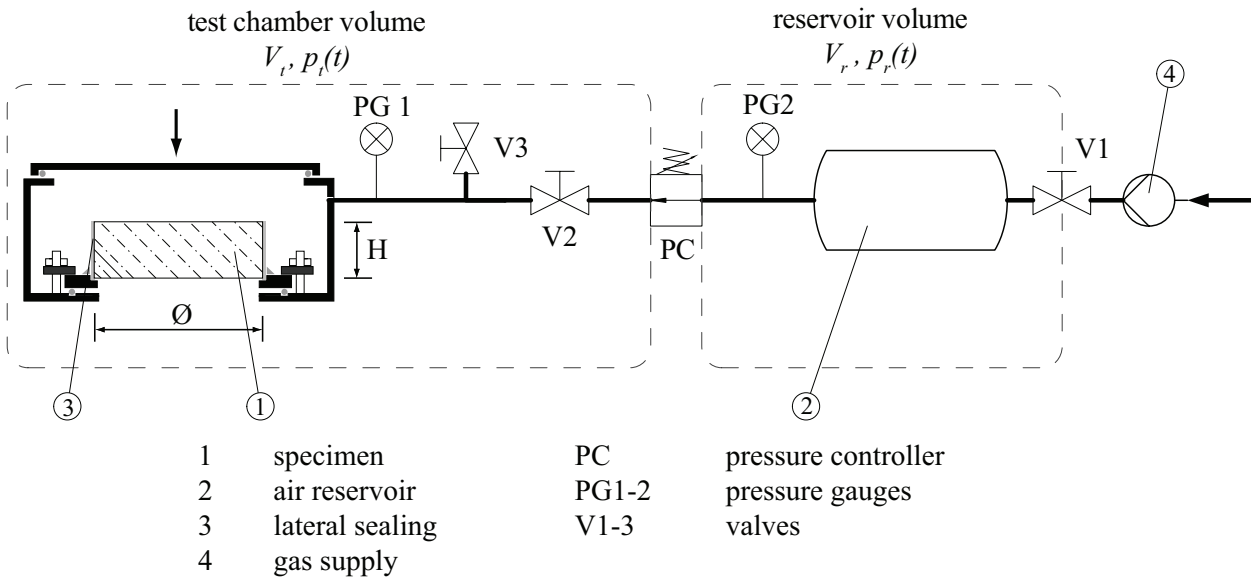 test chamber volume
V_t, p_t(t)
reservoir volume
V_r, p_r(t)
4
PG 1
V3
PG2
V1
V2
PC
H
Ø
3
1
2
1 specimen
2 air reservoir
3 lateral sealing
4 gas supply
PC pressure controller
PG1-2 pressure gauges
V1-3 valves